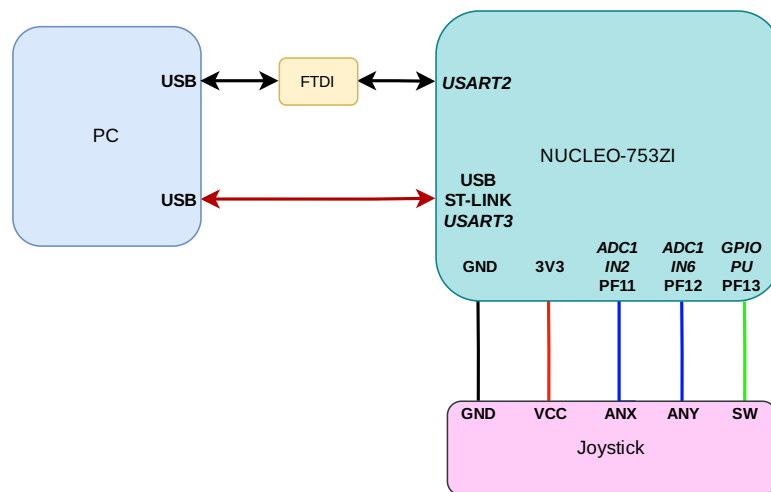 USB
FTDI
USART2
PC
NUCLEO-753ZI
USB
USB
ST-LINK
USART3
GND
3V3
ADC1
IN2
PF11
ADC1
IN6
PF12
GPIO
PU
PF13
GND
VCC
ANX
ANY
SW
Joystick